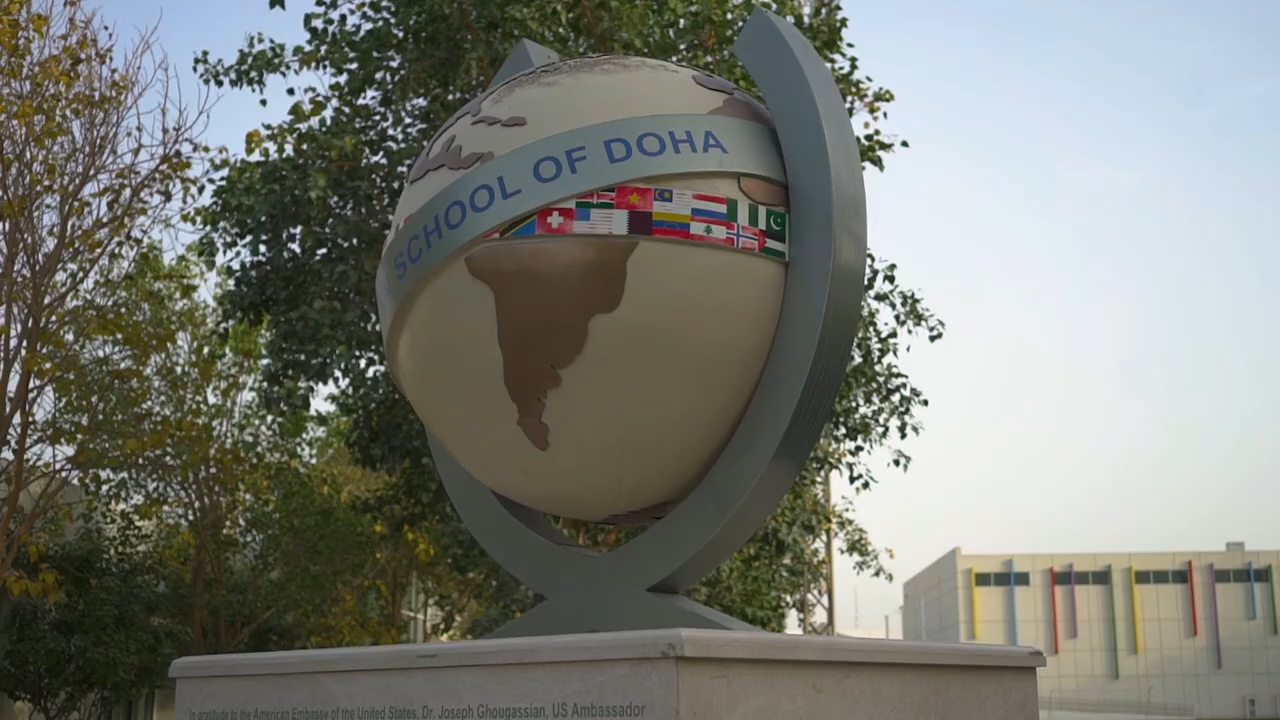 SCHOOL OF DOHA
In gratitude to the American Embassy of the United States, Dr. Joseph Ghougassian, US Ambassador